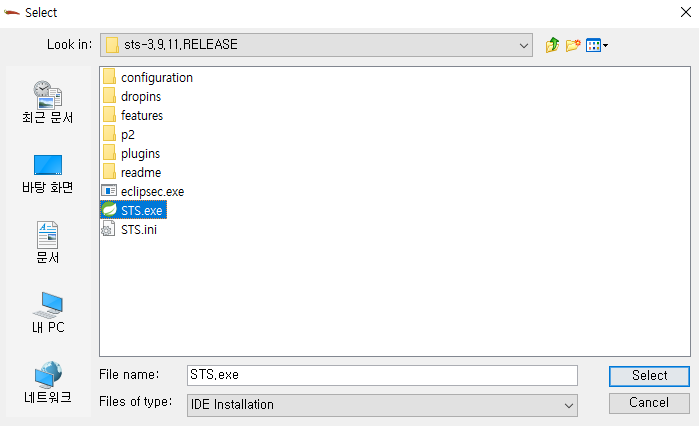 Select
Look in:
sts-3.9.11.RELEASE
최근 문서
바탕 화면
문서
내 PC
네트워크
configuration
dropins
features
p2
plugins
readme
eclipsec.exe
STS.exe
STS.ini
File name:
STS.exe
Select
Files of type:
IDE Installation
Cancel